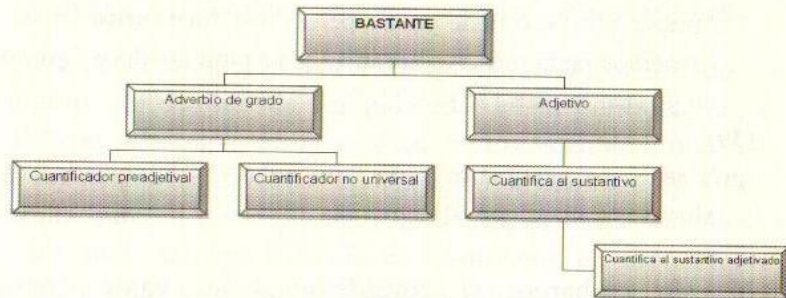 BASTANTE
Adverbio de grado
Adjetivo
Cuantificador preadjetival
Cuantificador no universal
Cuantifica al sustantivo
Cuantifica al sustantivo adjetivado